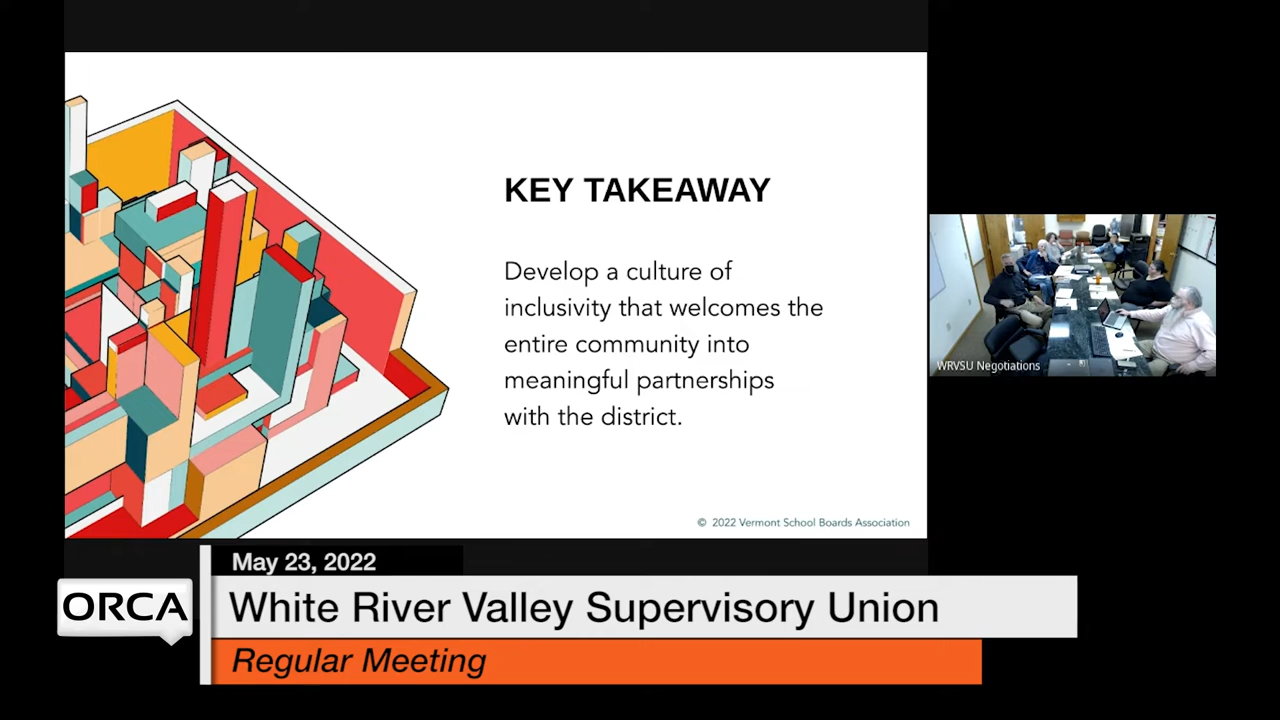 KEY TAKEAWAY
Develop a culture of
inclusivity that welcomes the
entire community into
meaningful partnerships
with the district.
© 2022 Vermont School Boards Association
WRVSU Negotiations
May 23, 2022
ORCA
White River Valley Supervisory Union
Regular Meeting